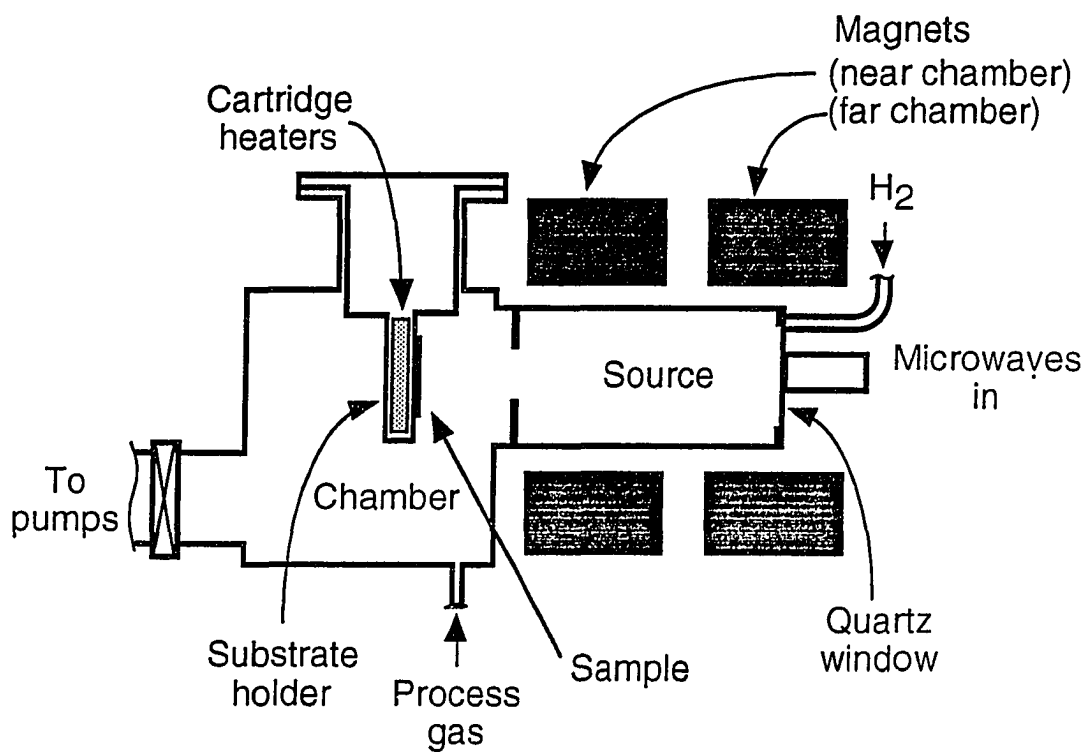 Magnets
(near chamber)
(far chamber)
Cartridge
heaters
H2
Microwaves
in
Source
To
pumps
Chamber
Substrate
holder
Process
gas
Sample
Quartz
window